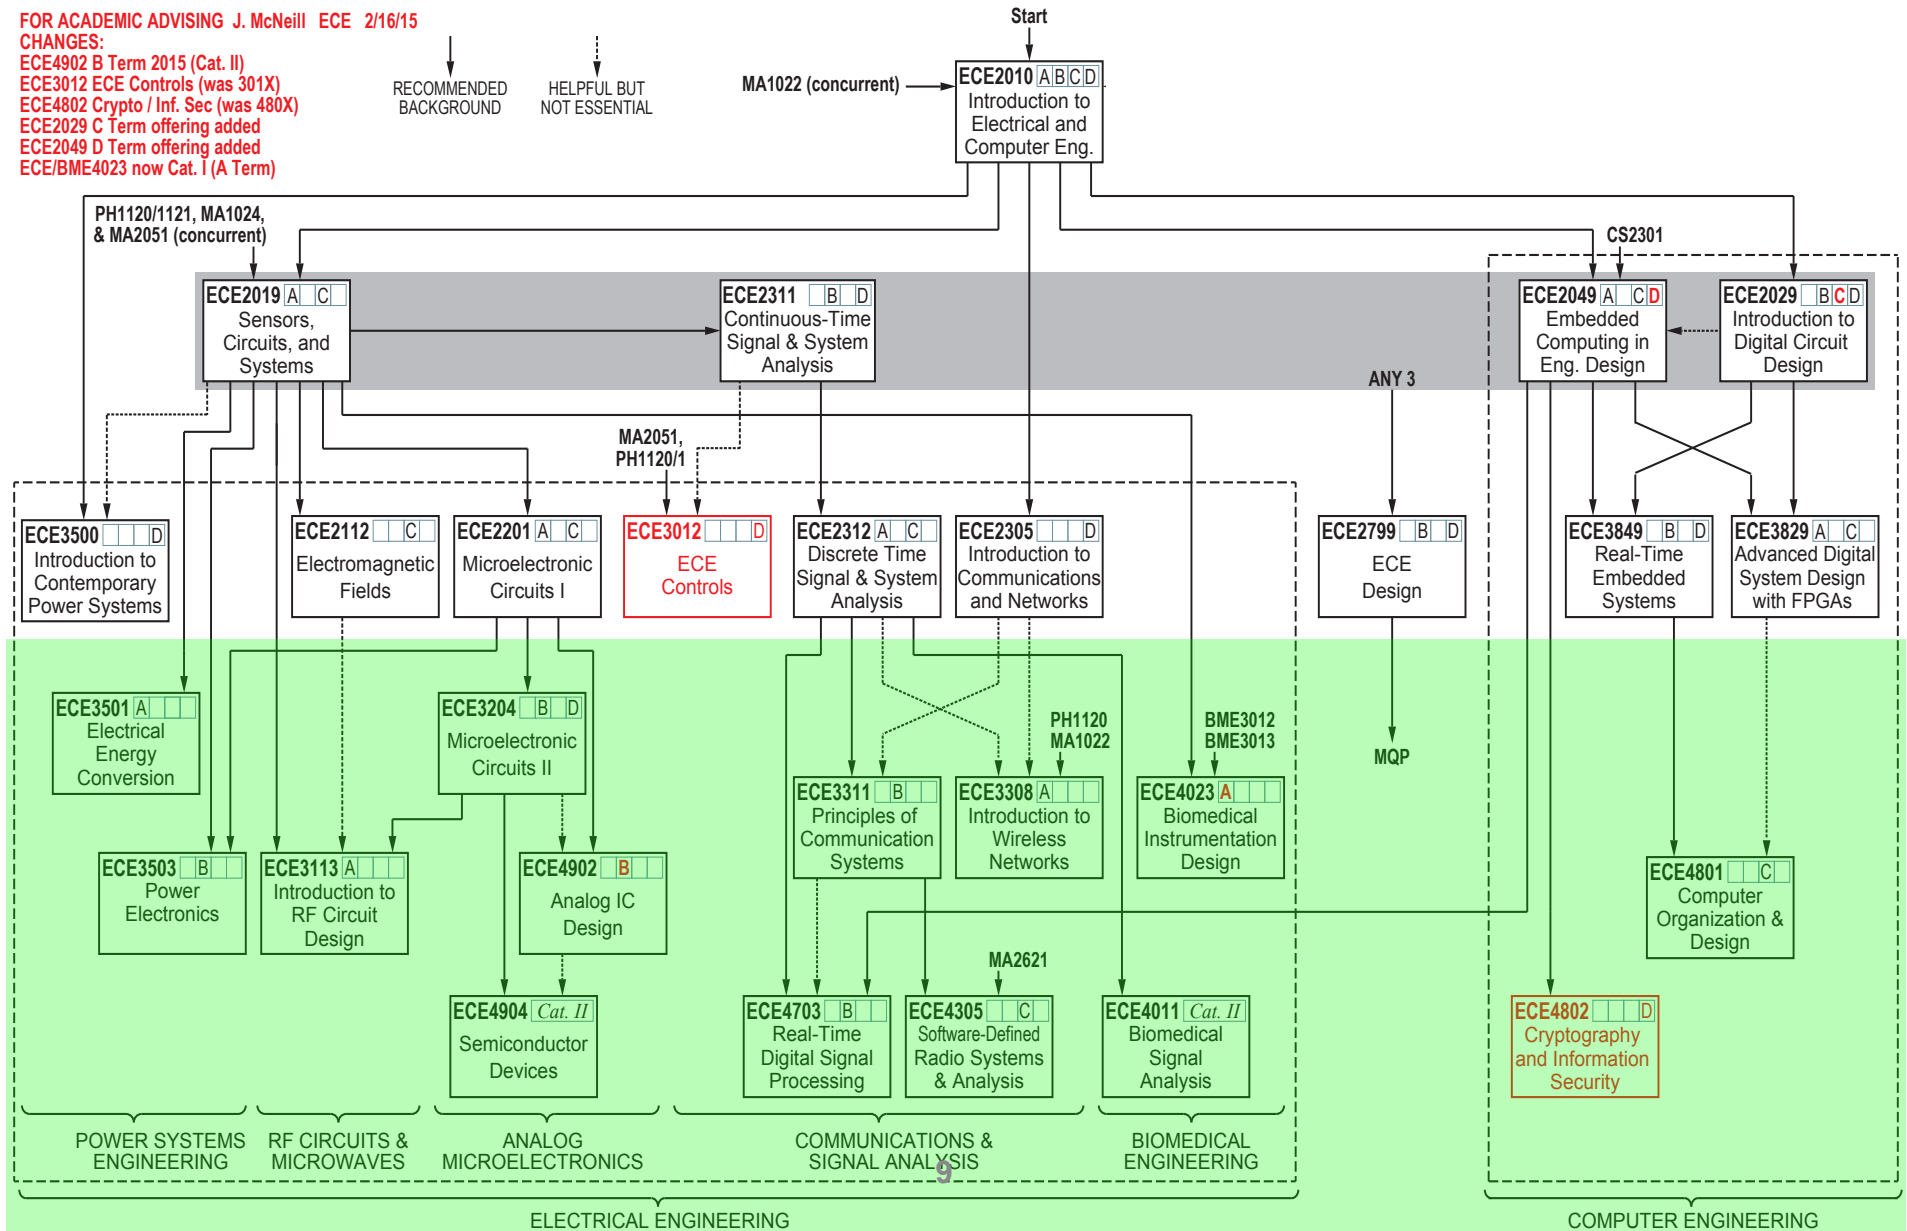 FOR ACADEMIC ADVISING J. McNeill ECE 2/16/15
CHANGES:
ECE4902 B Term 2015 (Cat. II)
ECE3012 ECE Controls (was 301X)
ECE4802 Crypto / Inf. Sec (was 480X)
ECE2029 C Term offering added
ECE2049 D Term offering added
ECE/BME4023 now Cat. I (A Term)
RECOMMENDED
BACKGROUND
HELPFUL BUT
NOT ESSENTIAL
Start
MA1022 (concurrent)
ECE2010 A B C D
Introduction to
Electrical and
Computer Eng.
PH1120/1121, MA1024,
& MA2051 (concurrent)
CS2301
ECE2019 A C
Sensors,
Circuits, and
Systems
ECE2311 B D
Continuous-Time
Signal & System
Analysis
ECE2049 A C D
Embedded
Computing in
Eng. Design
ECE2029 B C D
Introduction to
Digital Circuit
Design
ANY 3
MA2051,
PH1120/1
ECE3500 D
Introduction to
Contemporary
Power Systems
ECE2112 C
Electromagnetic
Fields
ECE2201 A C
Microelectronic
Circuits I
ECE3012 D
ECE
Controls
ECE2312 A C
Discrete Time
Signal & System
Analysis
ECE2305 D
Introduction to
Communications
and Networks
ECE2799 B D
ECE
Design
ECE3849 B D
Real-Time
Embedded
Systems
ECE3829 A C
Advanced Digital
System Design
with FPGAs
ECE3501 A
Electrical
Energy
Conversion
ECE3204 B D
Microelectronic
Circuits II
PH1120
MA1022
BME3012
BME3013
MQP
ECE3311 B
Principles of
Communication
Systems
ECE3308 A
Introduction to
Wireless
Networks
ECE4023 A
Biomedical
Instrumentation
Design
ECE3503 B
Power
Electronics
ECE3113 A
Introduction to
RF Circuit
Design
ECE4902 B
Analog IC
Design
ECE4801 C
Computer
Organization &
Design
MA2621
ECE4904 Cat. II
Semiconductor
Devices
ECE4703 B
Real-Time
Digital Signal
Processing
ECE4305 C
Software-Defined
Radio Systems
& Analysis
ECE4011 Cat. II
Biomedical
Signal
Analysis
ECE4802 D
Cryptography
and Information
Security
POWER SYSTEMS
ENGINEERING
RF CIRCUITS &
MICROWAVES
ANALOG
MICROELECTRONICS
COMMUNICATIONS &
SIGNAL ANALYSIS
BIOMEDICAL
ENGINEERING
9
ELECTRICAL ENGINEERING
COMPUTER ENGINEERING